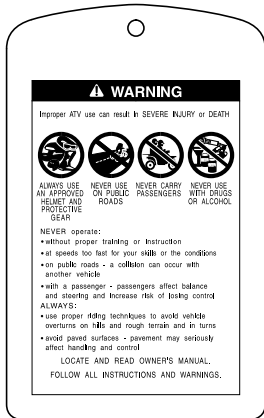 WARNING
Improper ATV use can result in SEVERE INJURY or DEATH
ALWAYS USE
AN APPROVED
HELMET AND
PROTECTIVE
GEAR
NEVER USE
ON PUBLIC
ROADS
NEVER CARRY
PASSENGERS
NEVER USE
WITH DRUGS
OR ALCOHOL
NEVER operate:
• without proper training or instruction
• at speeds too fast for your skills or the conditions
• on public roads - a collision can occur with
another vehicle
• with a passenger - passengers affect balance
and steering and increase risk of losing control
ALWAYS:
• use proper riding techniques to avoid vehicle
overturns on hills and rough terrain and in turns
• avoid paved surfaces - pavement may seriously
affect handling and control
LOCATE AND READ OWNER'S MANUAL.
FOLLOW ALL INSTRUCTIONS AND WARNINGS.